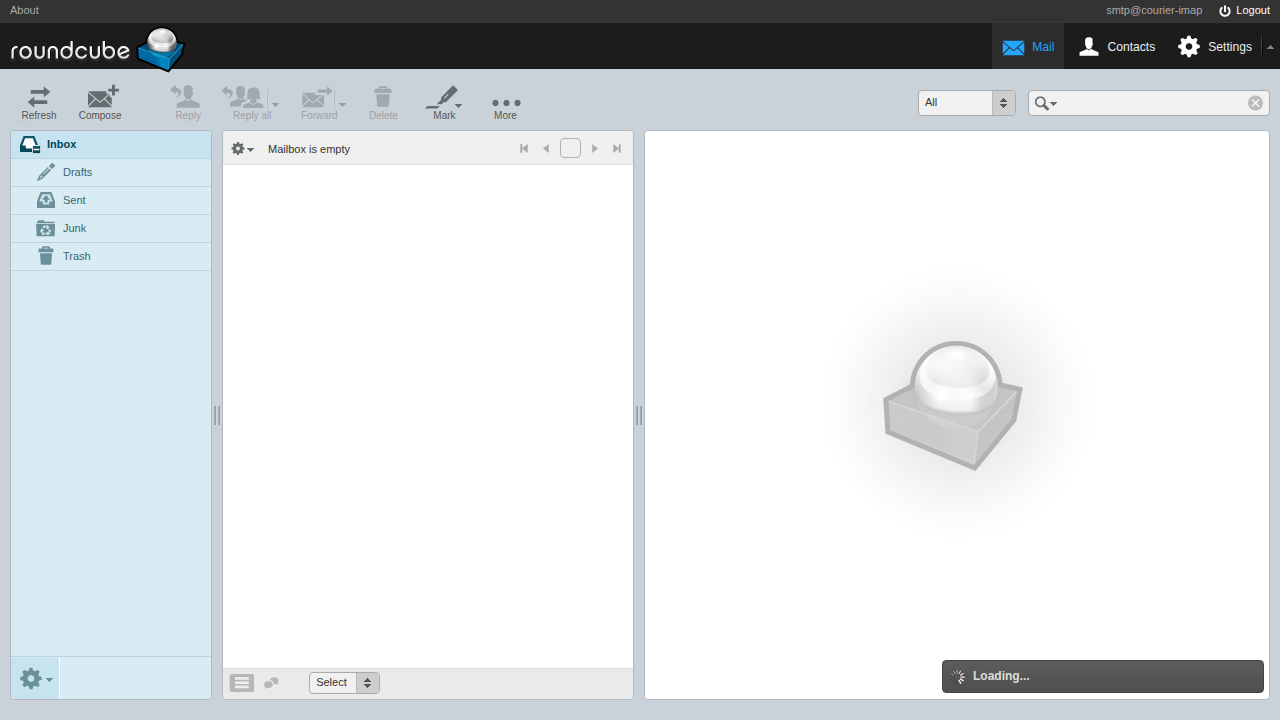 About
smtp@courier-imap Logout
roundcube
Mail Contacts Settings
Refresh Compose Reply Reply all Forward Delete Mark More
All
Inbox
Drafts
Sent
Junk
Trash
Mailbox is empty
Select
Loading...